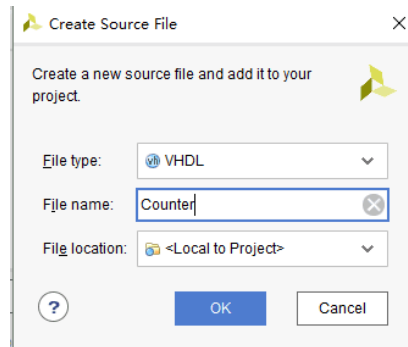 Create Source File
Create a new source file and add it to your
project.
File type: VHDL
File name: Counter
File location: <Local to Project>
? OK Cancel